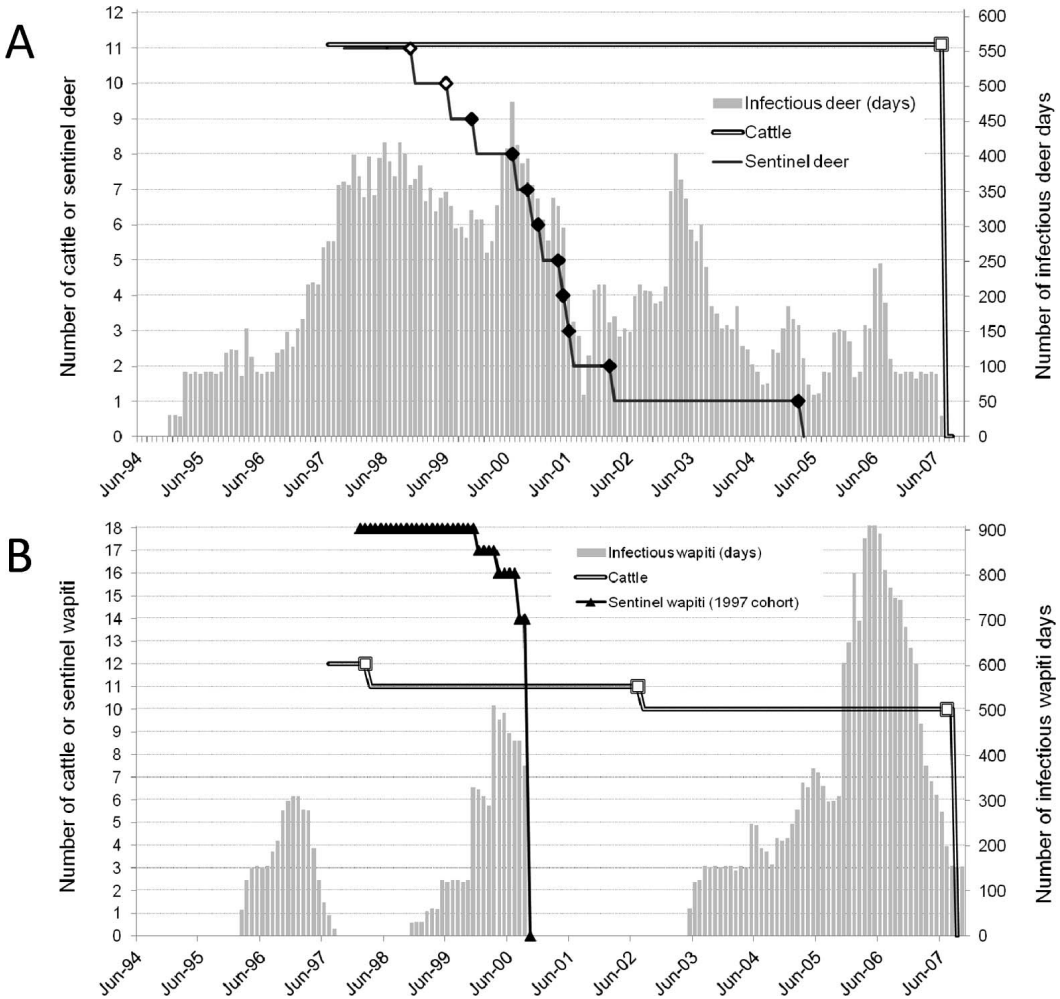 A
Number of cattle or sentinel deer
12
11
10
9
8
7
6
5
4
3
2
1
0
Infectious deer (days)
Cattle
Sentinel deer
600
550
500
450
400
350
300
250
200
150
100
50
0
Number of infectious deer days
Jun-94
Jun-95
Jun-96
Jun-97
Jun-98
Jun-99
Jun-00
Jun-01
Jun-02
Jun-03
Jun-04
Jun-05
Jun-06
Jun-07
B
Number of cattle or sentinel wapiti
18
17
16
15
14
13
12
11
10
9
8
7
6
5
4
3
2
1
0
Infectious wapiti (days)
Cattle
Sentinel wapiti (1997 cohort)
900
800
700
600
500
400
300
200
100
0
Number of infectious wapiti days
Jun-94
Jun-95
Jun-96
Jun-97
Jun-98
Jun-99
Jun-00
Jun-01
Jun-02
Jun-03
Jun-04
Jun-05
Jun-06
Jun-07